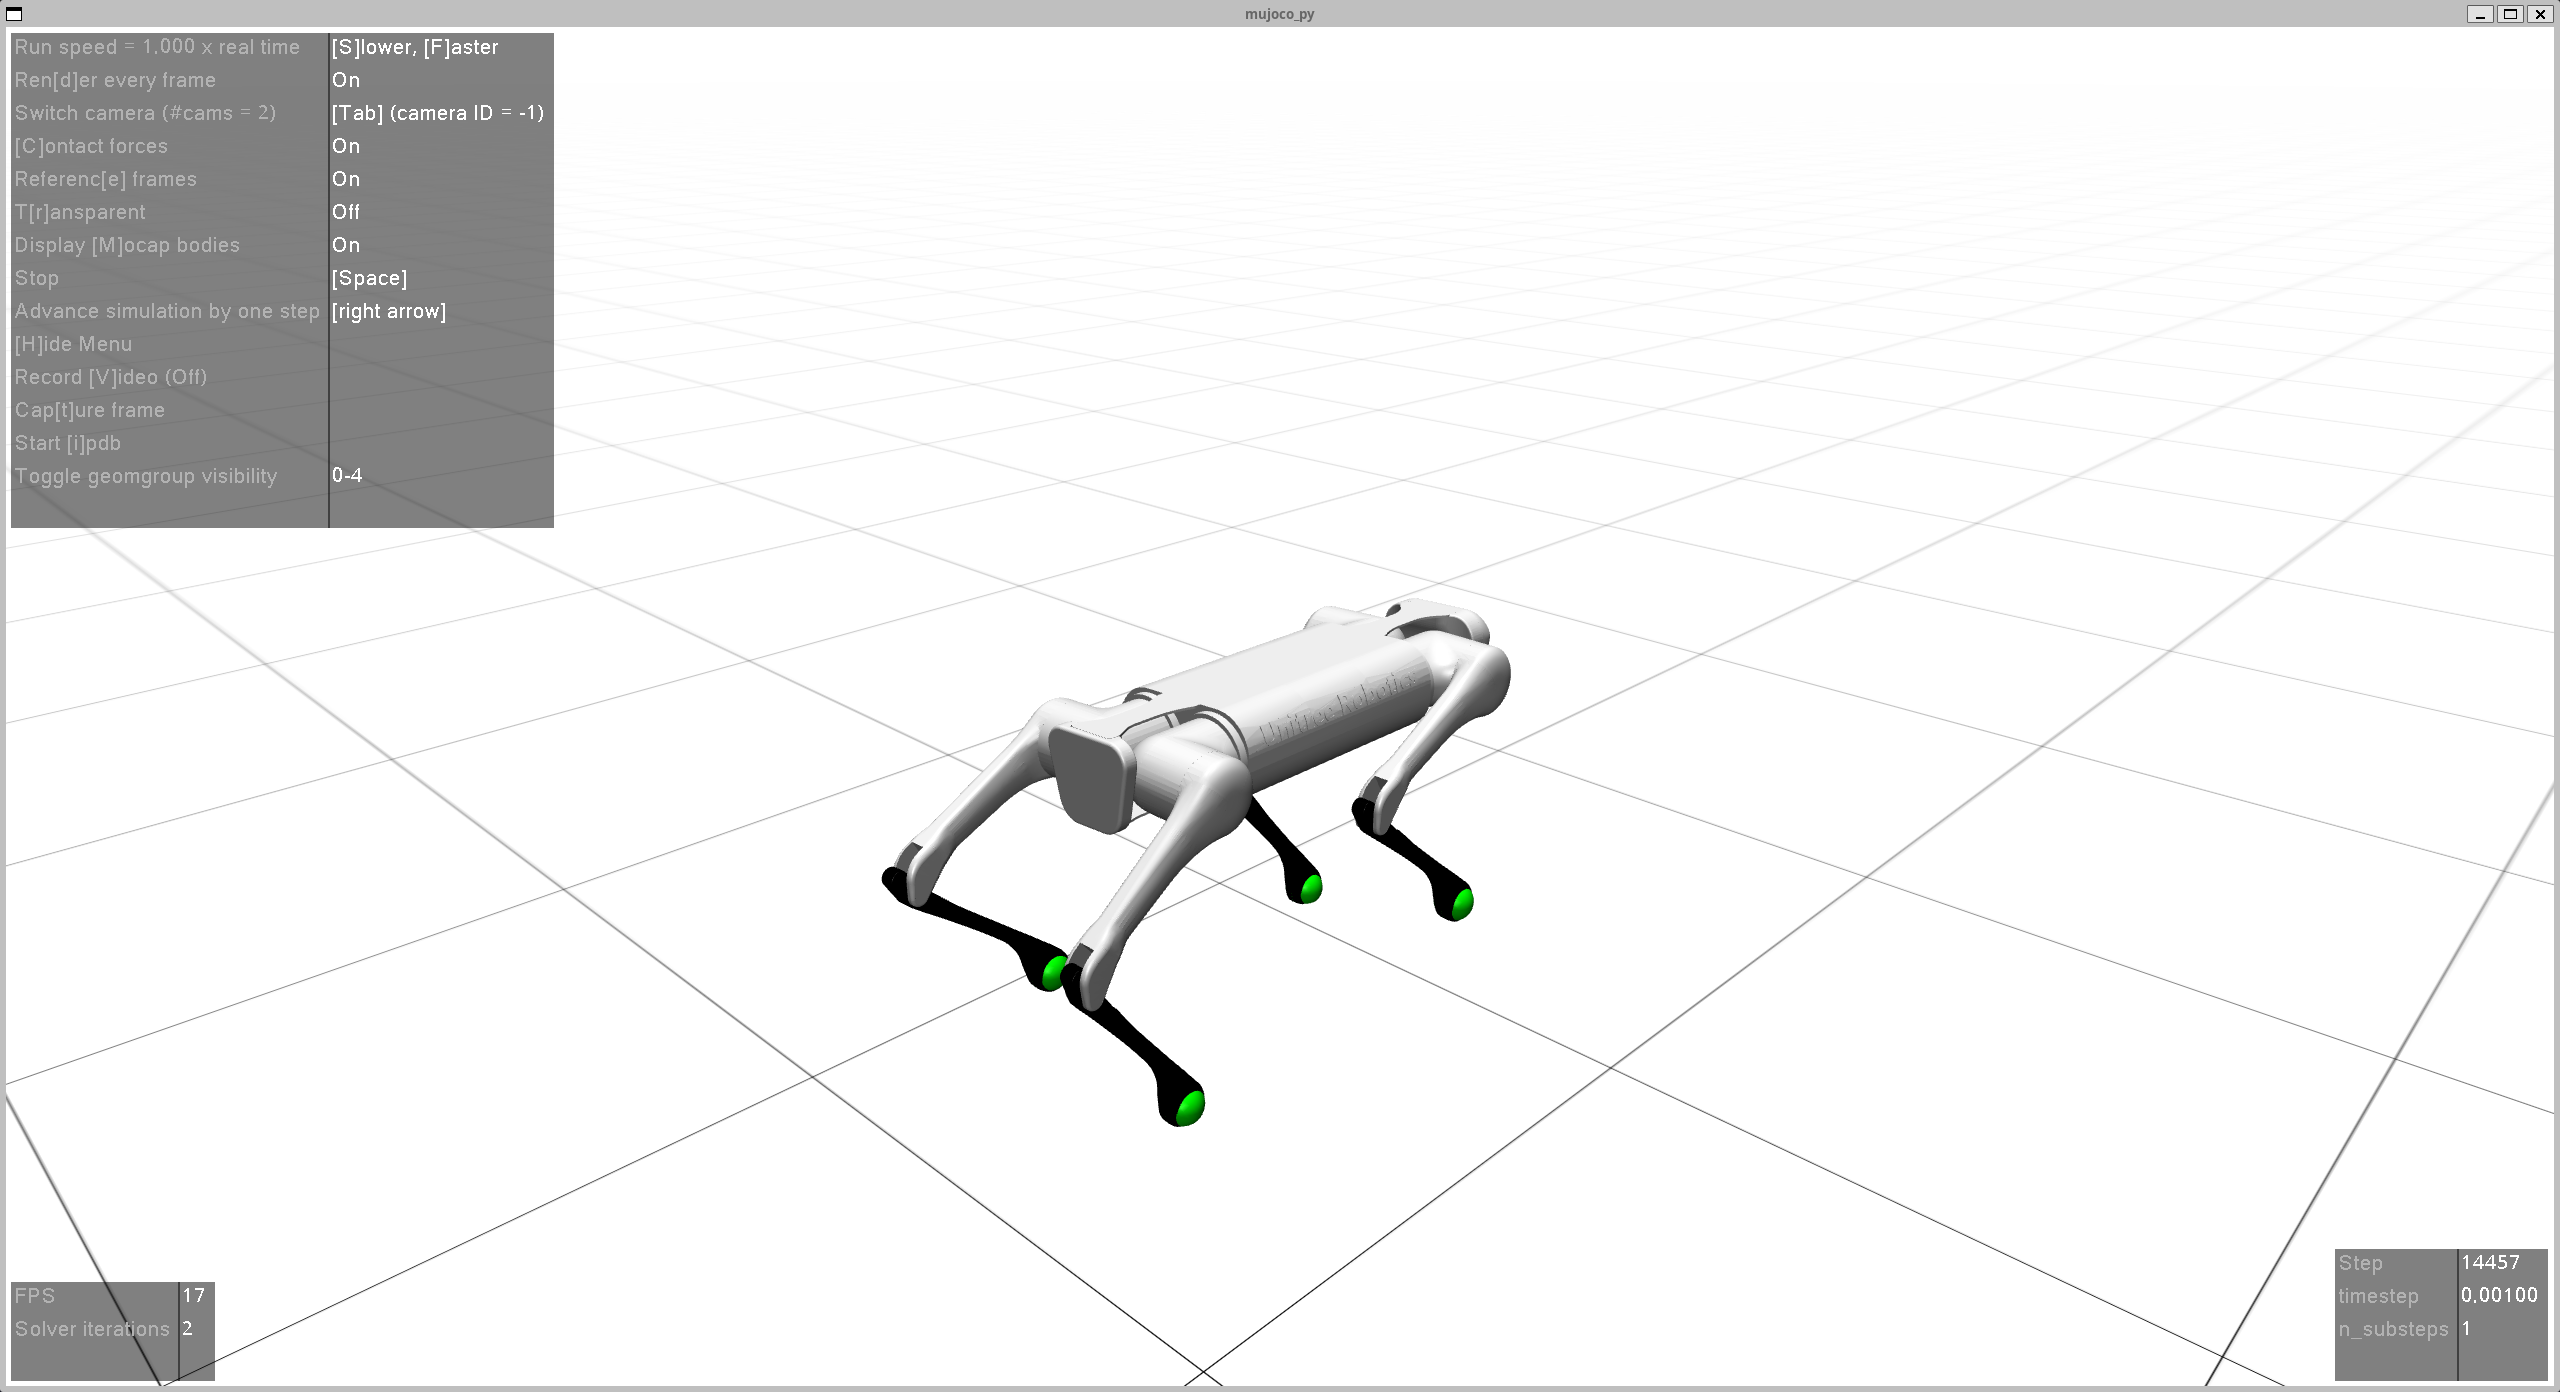 mujoco_py
Run speed = 1.000 x real time [S]lower, [F]aster
Ren[d]er every frame On
Switch camera (#cams = 2) [Tab] (camera ID = -1)
[C]ontact forces On
Referenc[e] frames On
T[r]ansparent Off
Display [M]ocap bodies On
Stop [Space]
Advance simulation by one step [right arrow]
[H]ide Menu
Record [V]ideo (Off)
Cap[t]ure frame
Start [i]pdb
Toggle geomgroup visibility 0-4
Unitree Robotics
FPS 17
Solver iterations 2
Step 14457
timestep 0.00100
n_substeps 1